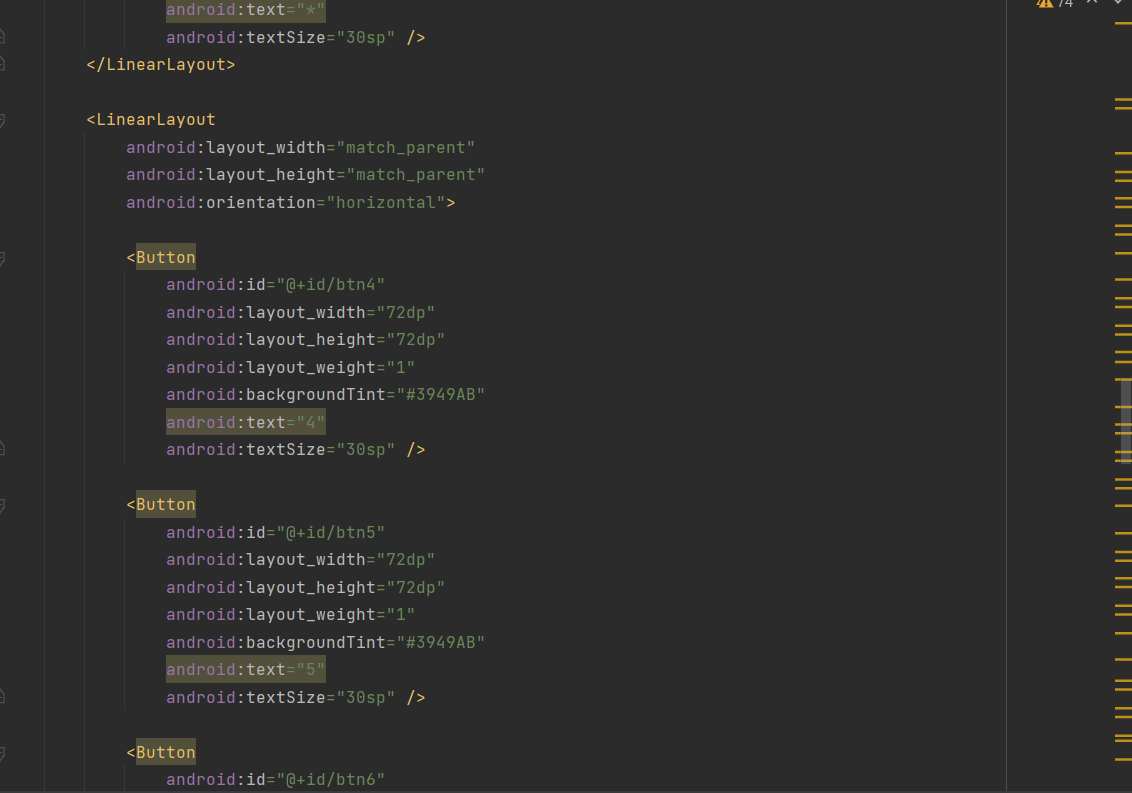 android:text="*"
74
android:textSize="30sp" />
</LinearLayout>
<LinearLayout
android:layout_width="match_parent"
android:layout_height="match_parent"
android:orientation="horizontal">
<Button
android:id="@+id/btn4"
android:layout_width="72dp"
android:layout_height="72dp"
android:layout_weight="1"
android:backgroundTint="#3949AB"
android:text="4"
android:textSize="30sp" />
<Button
android:id="@+id/btn5"
android:layout_width="72dp"
android:layout_height="72dp"
android:layout_weight="1"
android:backgroundTint="#3949AB"
android:text="5"
android:textSize="30sp" />
<Button
android:id="@+id/btn6"